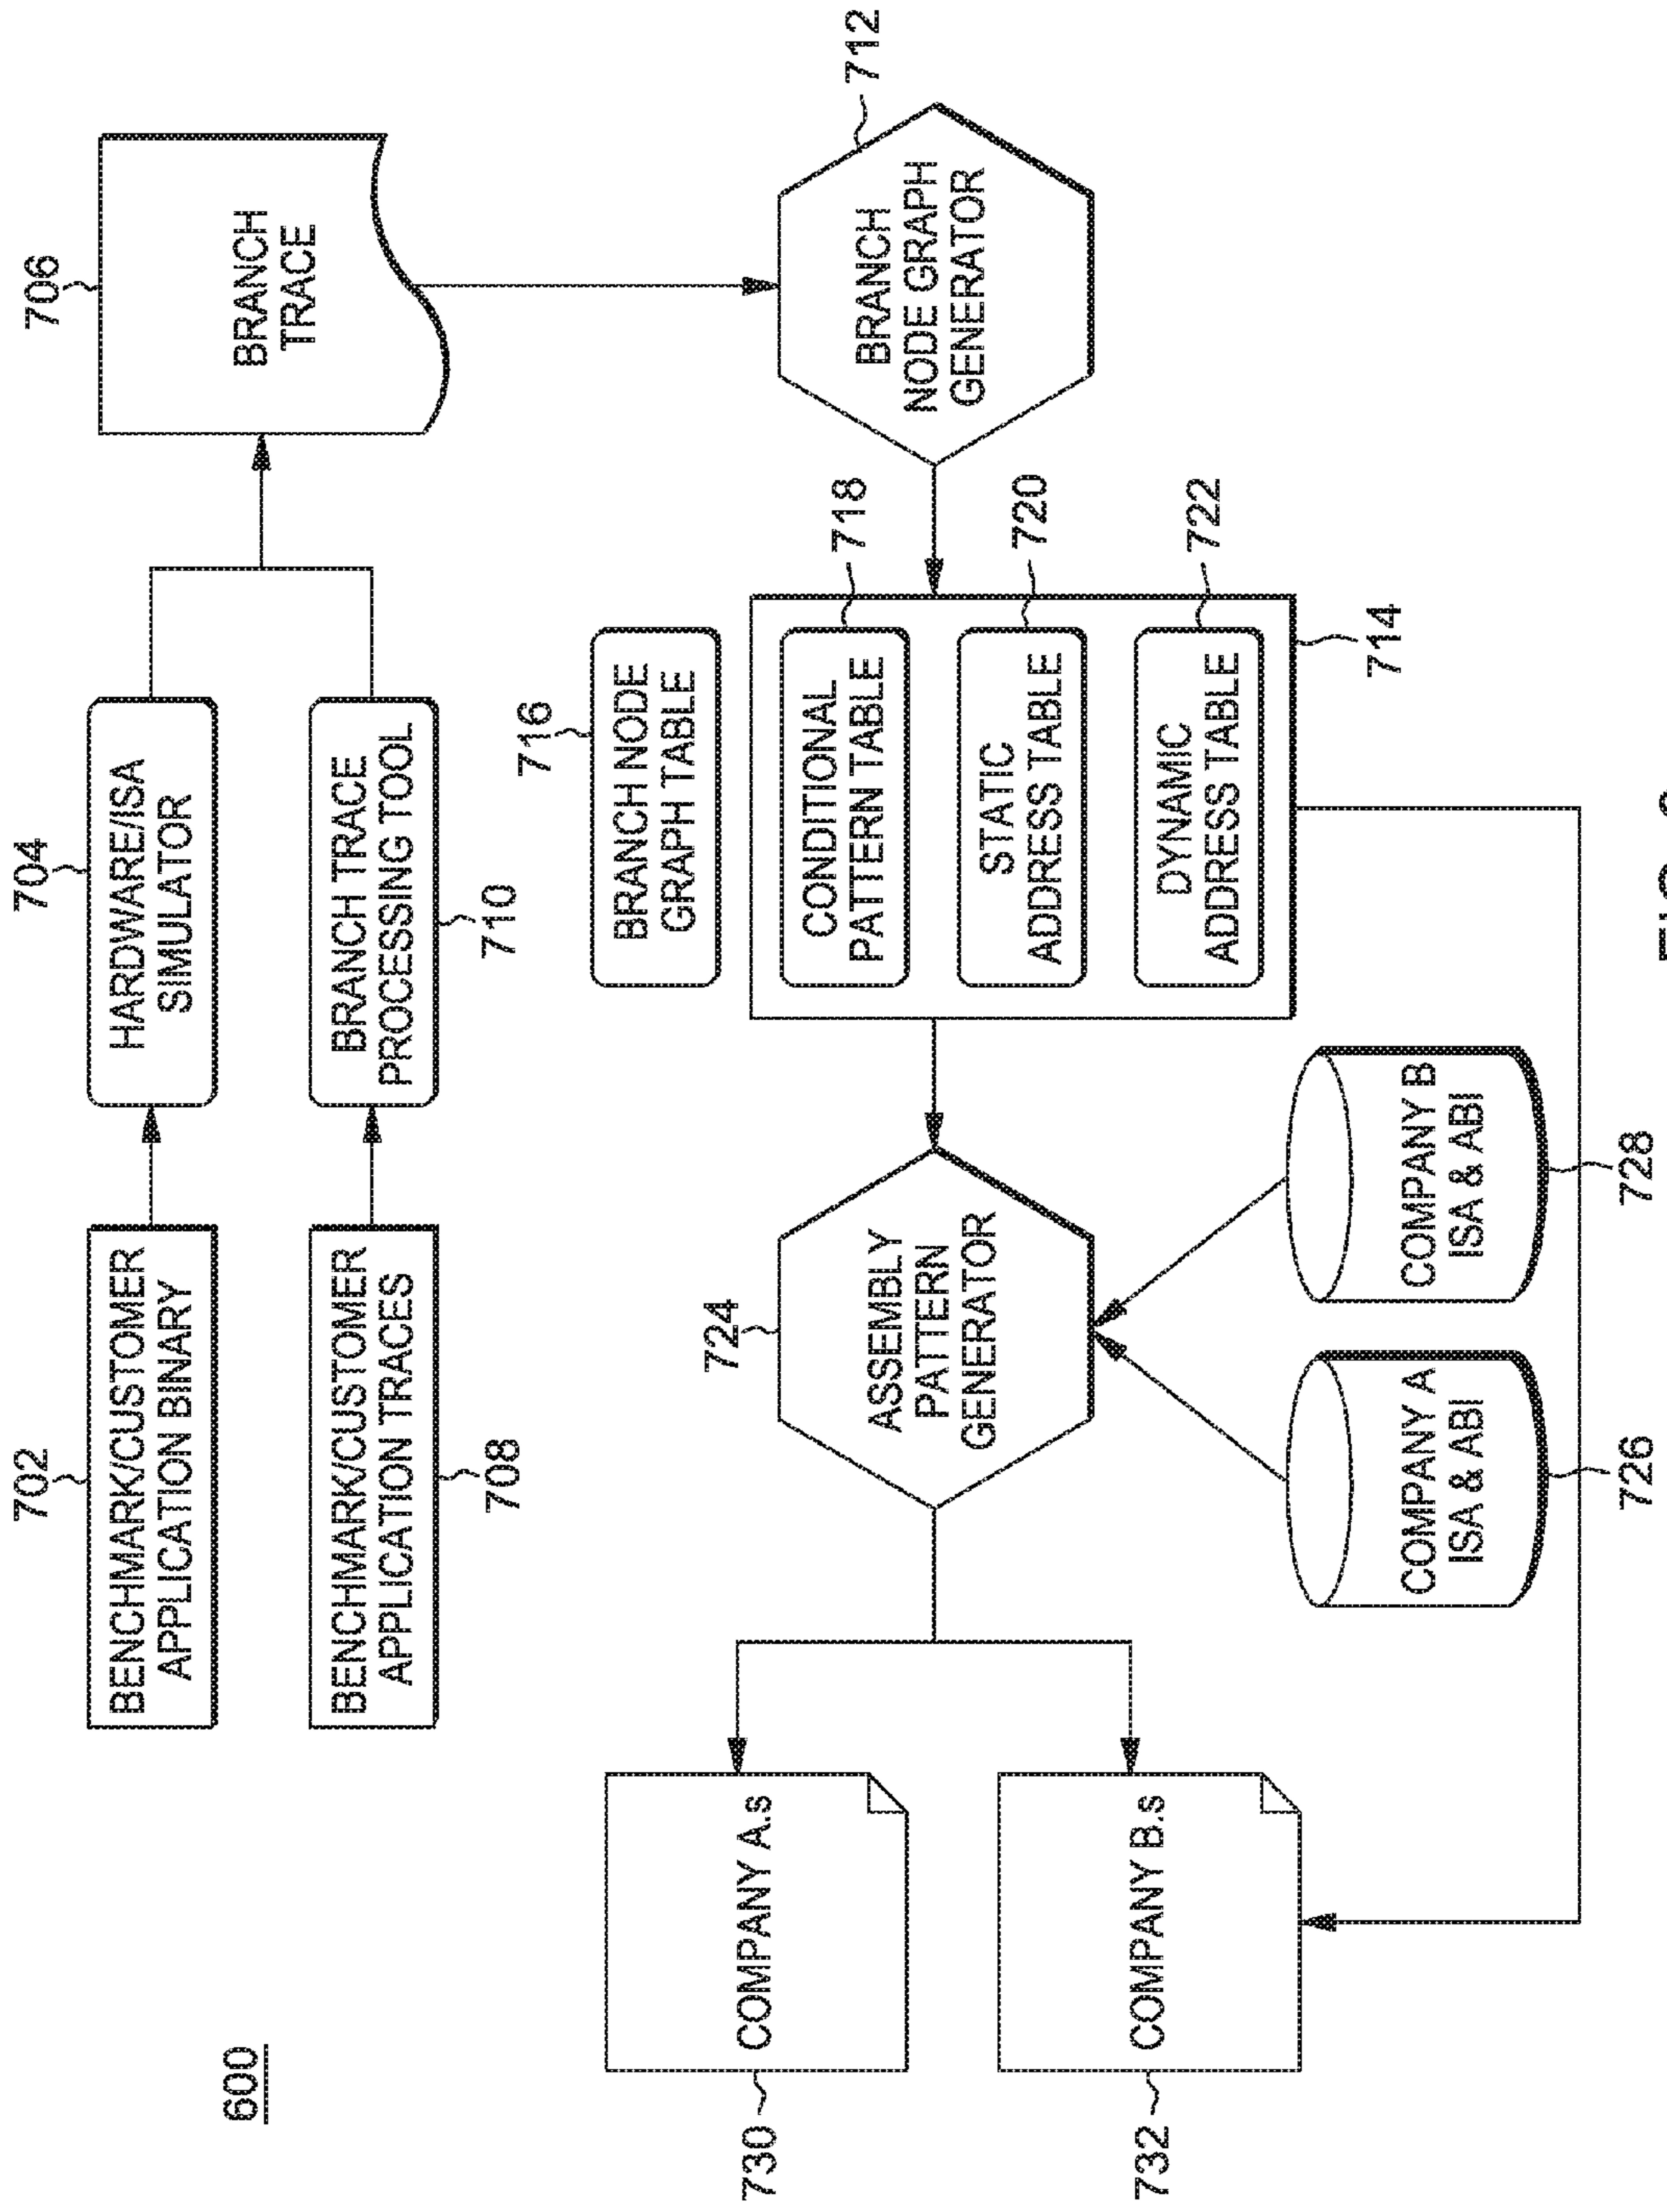 600
702
BENCHMARK/CUSTOMER
APPLICATION BINARY
704
HARDWARE/ISA
SIMULATOR
706
BRANCH
TRACE
BENCHMARK/CUSTOMER
APPLICATION TRACES
708
BRANCH TRACE
PROCESSING TOOL
710
716
BRANCH NODE
GRAPH TABLE
712
BRANCH
NODE GRAPH
GENERATOR
CONDITIONAL
PATTERN TABLE
718
STATIC
ADDRESS TABLE
720
DYNAMIC
ADDRESS TABLE
722
714
724
ASSEMBLY
PATTERN
GENERATOR
COMPANY A
ISA & ABI
726
COMPANY B
ISA & ABI
728
730
COMPANY A.s
732
COMPANY B.s